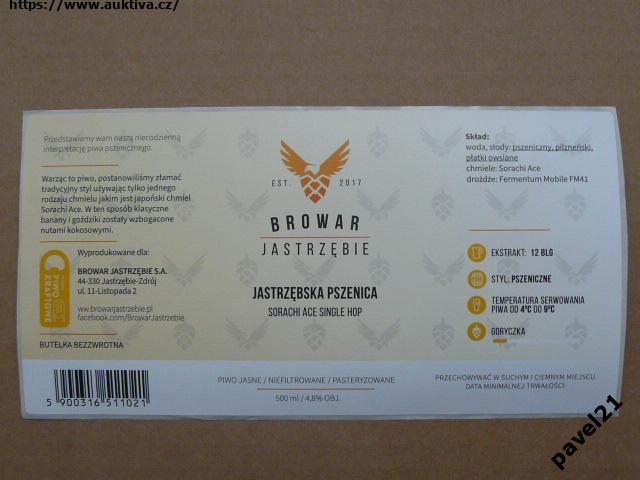 https://www.auktiva.cz/
Przedstawiamy wam naszą niecodzienną
interpretację piwa pszenicznego.
Warząc to piwo, postanowiliśmy złamać
tradycyjny styl używając tylko jednego
rodzaju chmielu jakim jest japoński chmiel
Sorachi Ace. W ten sposób klasyczne
banany i goździki zostały wzbogacone
nutami kokosowymi.
Wyprodukowane dla:
BROWAR JASTRZĘBIE S.A.
44-330 Jastrzębie-Zdrój
ul. 11-Listopada 2
ww.browarjastrzebie.pl
facebook.com/BrowarJastrzebie
PIWO
KRAFTOWE
BUTELKA BEZZWROTNA
5 900316 511021
EST. 2017
BROWAR
JASTRZĘBIE
JASTRZĘBSKA PSZENICA
SORACHI ACE SINGLE HOP
PIWO JASNE / NIEFILTROWANE / PASTERYZOWANE
500 ml / 4,8% OBJ.
Skład:
woda, słody: pszeniczny, pilzneński,
płatki owsiane
chmiele: Sorachi Ace
drożdże: Fermentum Mobile FM41
EKSTRAKT: 12 BLG
STYL: PSZENICZNE
TEMPERATURA SERWOWANIA
PIWA OD 4°C DO 9°C
GORYCZKA
PRZECHOWYWAĆ W SUCHYM I CIEMNYM MIEJSCU.
DATA MINIMALNEJ TRWAŁOŚCI:
pavel21